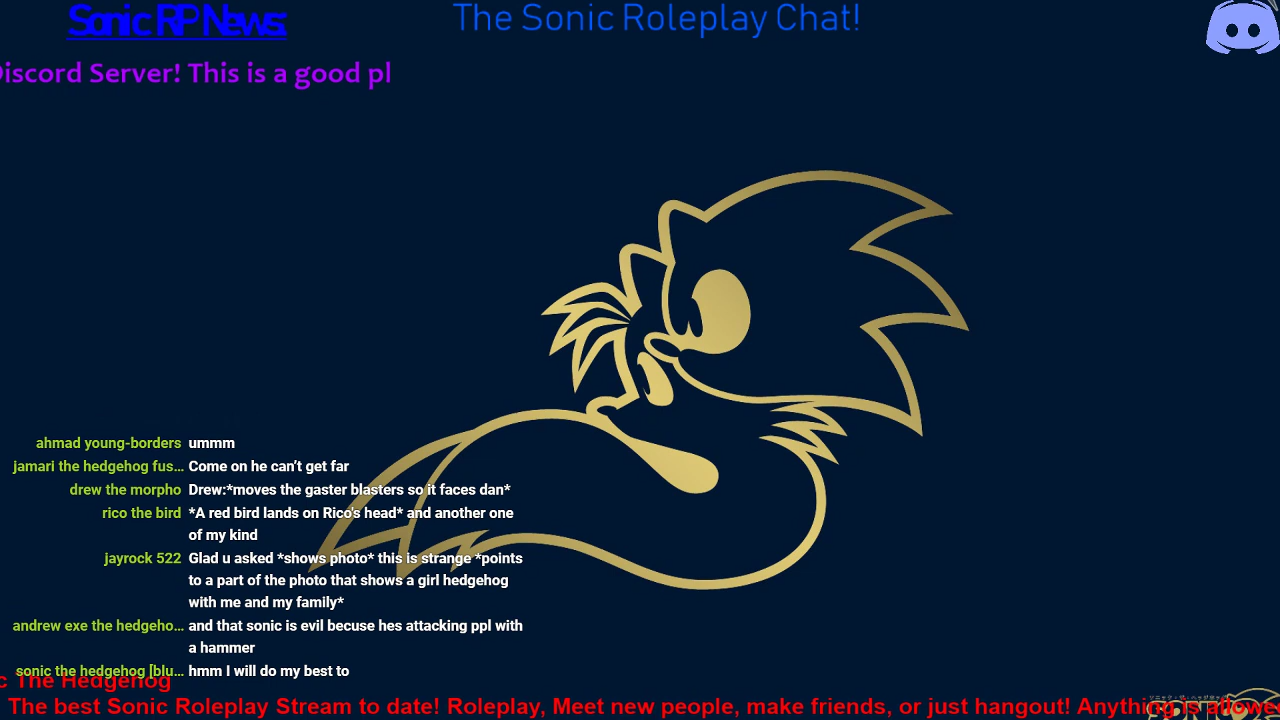 Sonic RP News:
The Sonic Roleplay Chat!
Discord Server! This is a good pl
ahmad young-borders ummm
jamari the hedgehog fus... Come on he can't get far
drew the morpho Drew:*moves the gaster blasters so it faces dan*
rico the bird *A red bird lands on Rico's head* and another one
of my kind
jayrock 522 Glad u asked *shows photo* this is strange *points
to a part of the photo that shows a girl hedgehog
with me and my family*
andrew exe the hedgeho... and that sonic is evil becuse hes attacking ppl with
a hammer
sonic the hedgehog [blu... hmm I will do my best to
c The Hedgehog
The best Sonic Roleplay Stream to date! Roleplay, Meet new people, make friends, or just hangout! Anything is allowe